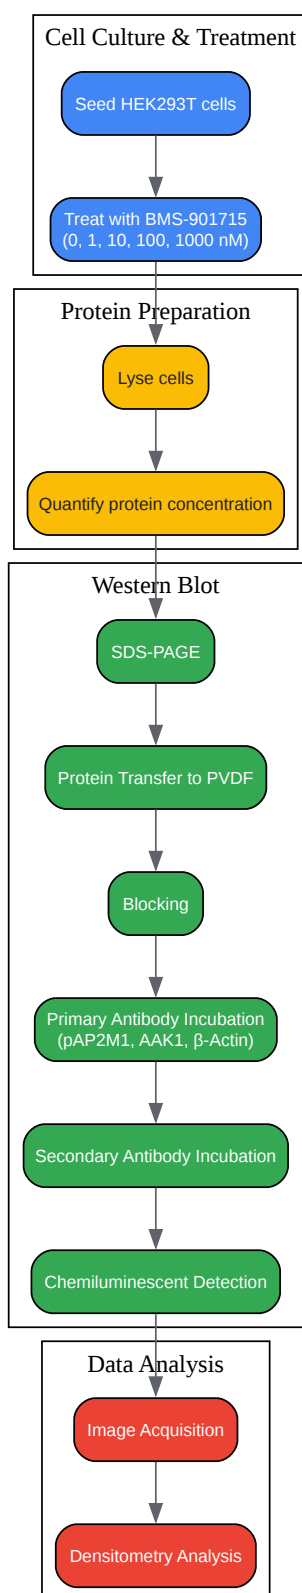 Cell Culture & Treatment
Seed HEK293T cells
Treat with BMS-901715
(0, 1, 10, 100, 1000 nM)
Protein Preparation
Lyse cells
Quantify protein concentration
Western Blot
SDS-PAGE
Protein Transfer to PVDF
Blocking
Primary Antibody Incubation
(pAP2M1, AAK1, β-Actin)
Secondary Antibody Incubation
Chemiluminescent Detection
Data Analysis
Image Acquisition
Densitometry Analysis